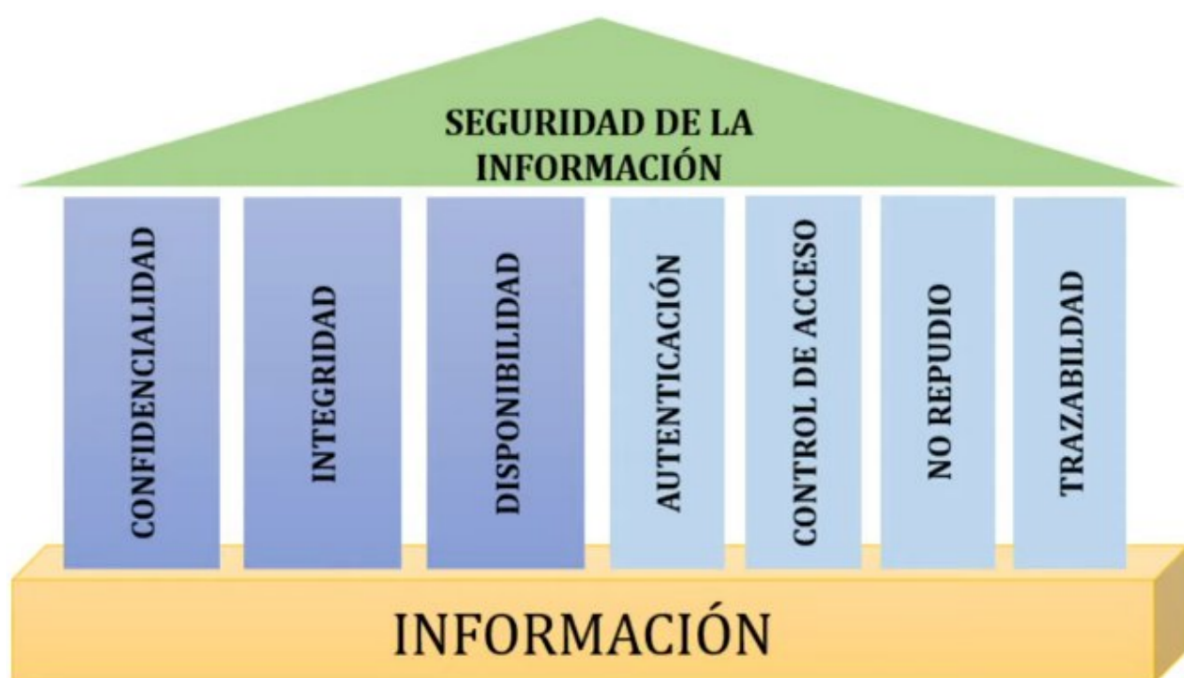 SEGURIDAD DE LA
INFORMACIÓN
CONFIDENCIALIDAD
INTEGRIDAD
DISPONIBILIDAD
AUTENTICACIÓN
CONTROL DE ACCESO
NO REPUDIO
TRAZABILDAD
INFORMACIÓN